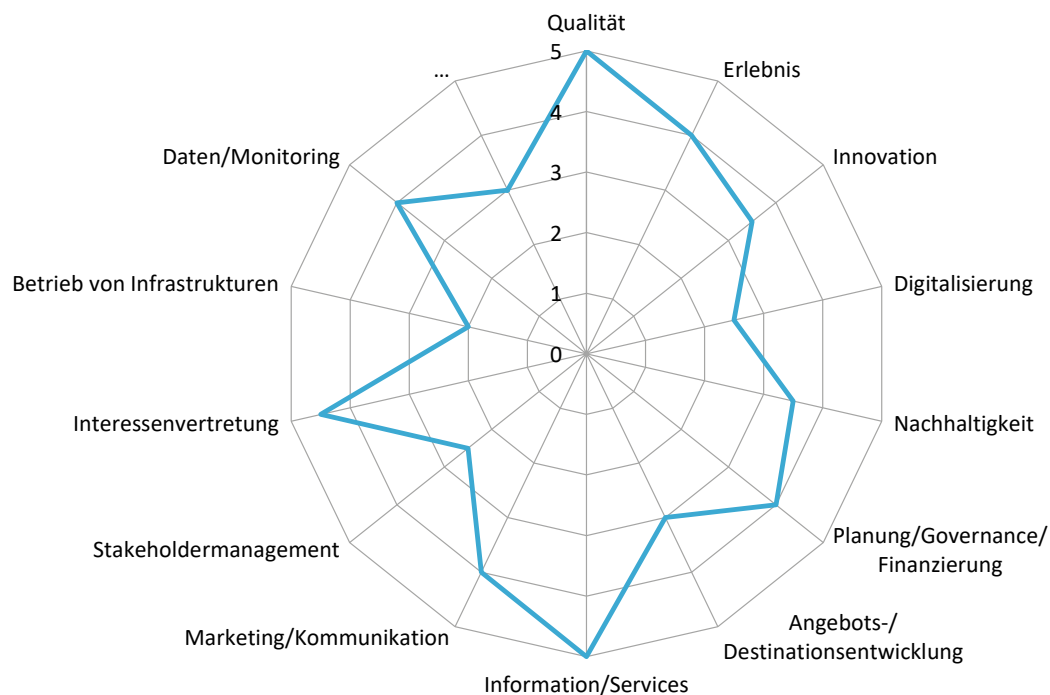 Qualität
Erlebnis
Innovation
Digitalisierung
Nachhaltigkeit
Planung/Governance/
Finanzierung
Angebots-/
Destinationsentwicklung
Information/Services
Marketing/Kommunikation
Stakeholdermanagement
Interessenvertretung
Betrieb von Infrastrukturen
Daten/Monitoring
...
5
4
3
2
1
0